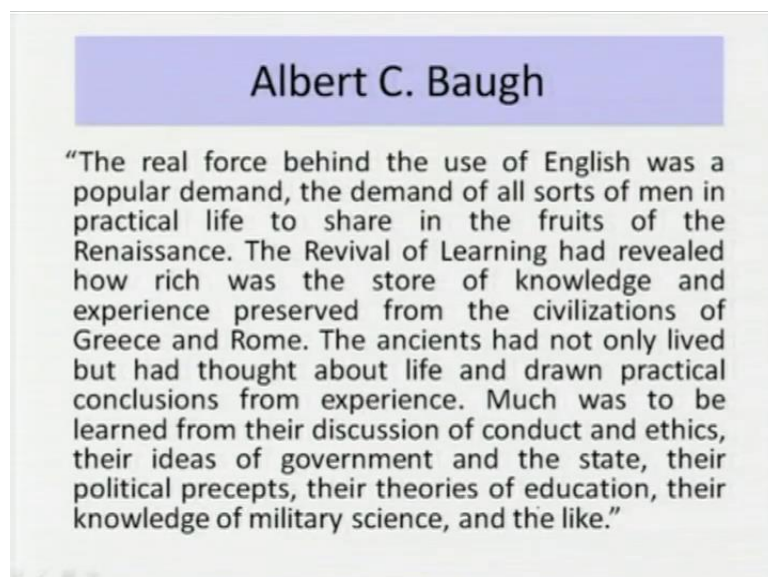 Albert C. Baugh
“The real force behind the use of English was a
popular demand, the demand of all sorts of men in
practical life to share in the fruits of the
Renaissance. The Revival of Learning had revealed
how rich was the store of knowledge and
experience preserved from the civilizations of
Greece and Rome. The ancients had not only lived
but had thought about life and drawn practical
conclusions from experience. Much was to be
learned from their discussion of conduct and ethics,
their ideas of government and the state, their
political precepts, their theories of education, their
knowledge of military science, and the like.”